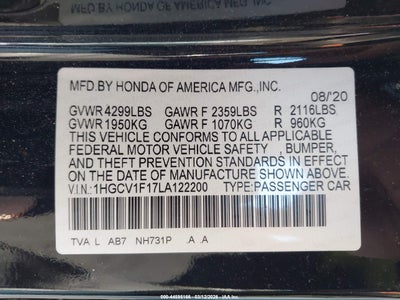 MFD.BY HONDA OF AMERICA MFG.,INC.
08/'20
GVWR 4299LBS GAWR F 2359LBS R 2116LBS
GVWR 1950KG GAWR F 1070KG R 960KG
THIS VEHICLE CONFORMS TO ALL APPLICABLE
FEDERAL MOTOR VEHICLE SAFETY , BUMPER,
AND THEFT PREVENTION STANDARDS IN EFFECT
ON THE DATE OF MANUFACTURE SHOWN ABOVE.
V.I.N.:1HGCV1F17LA122200 TYPE:PASSENGER CAR
TVA L AB7 NH731P .A .A